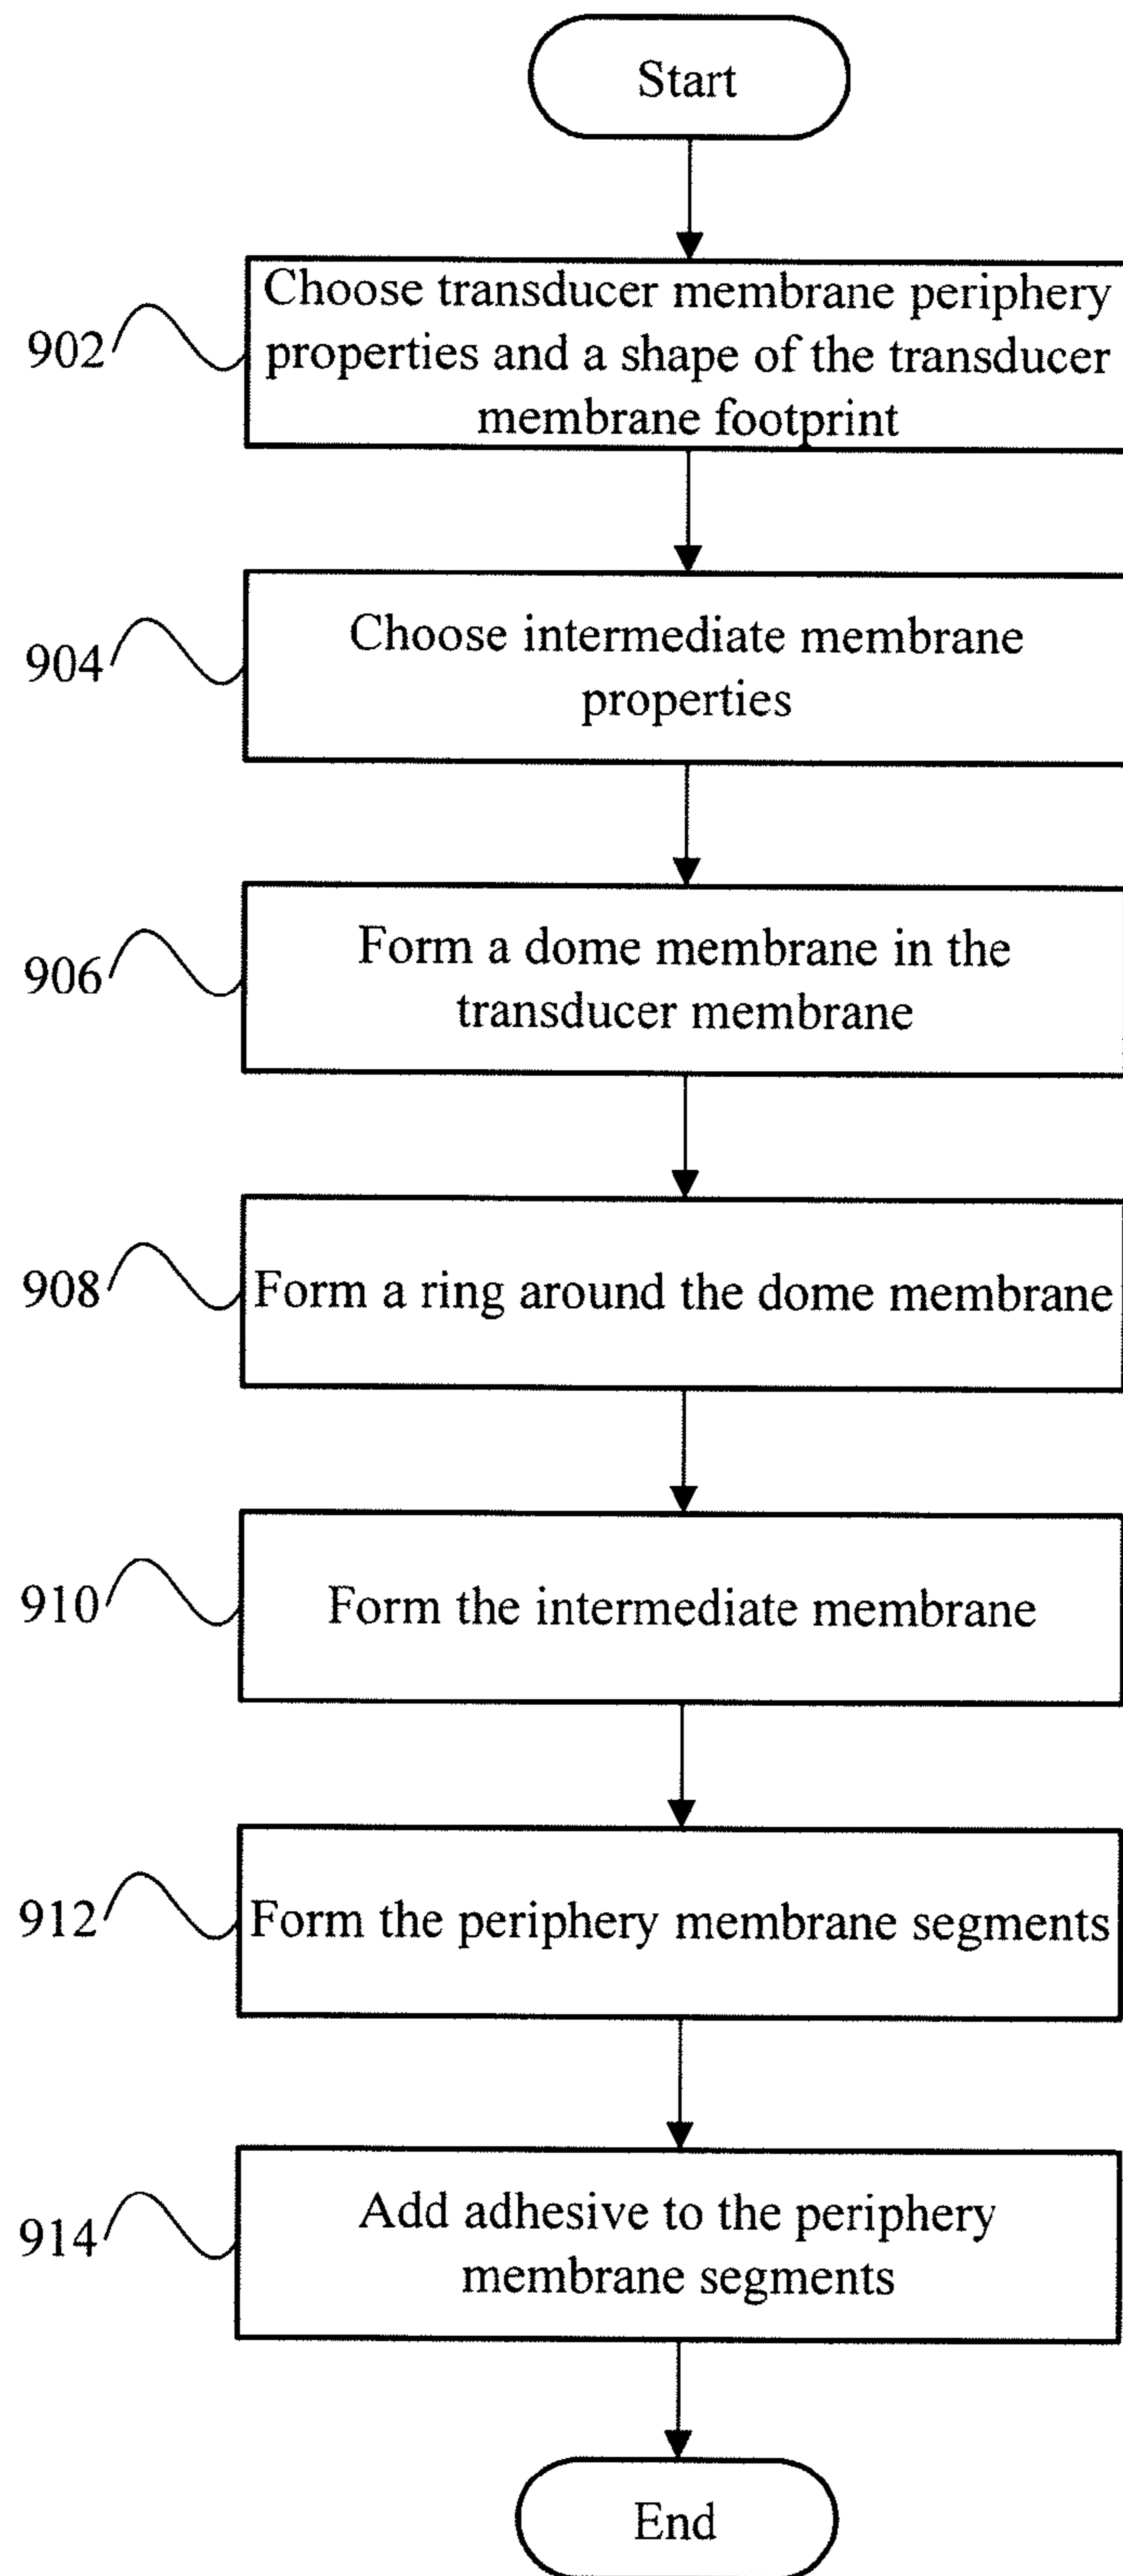 Start
902
Choose transducer membrane periphery
properties and a shape of the transducer
membrane footprint
904
Choose intermediate membrane
properties
906
Form a dome membrane in the
transducer membrane
908
Form a ring around the dome membrane
910
Form the intermediate membrane
912
Form the periphery membrane segments
914
Add adhesive to the periphery
membrane segments
End